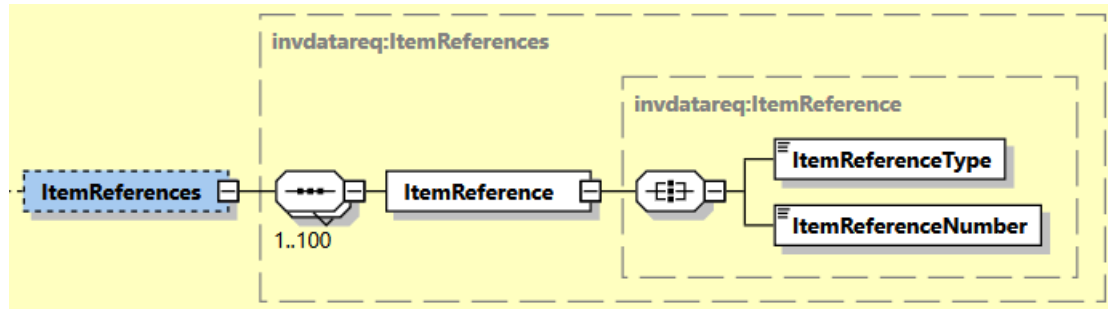 invdatareq:ItemReferences
invdatareq:ItemReference
ItemReferenceType
ItemReferences
ItemReference
ItemReferenceNumber
1..100